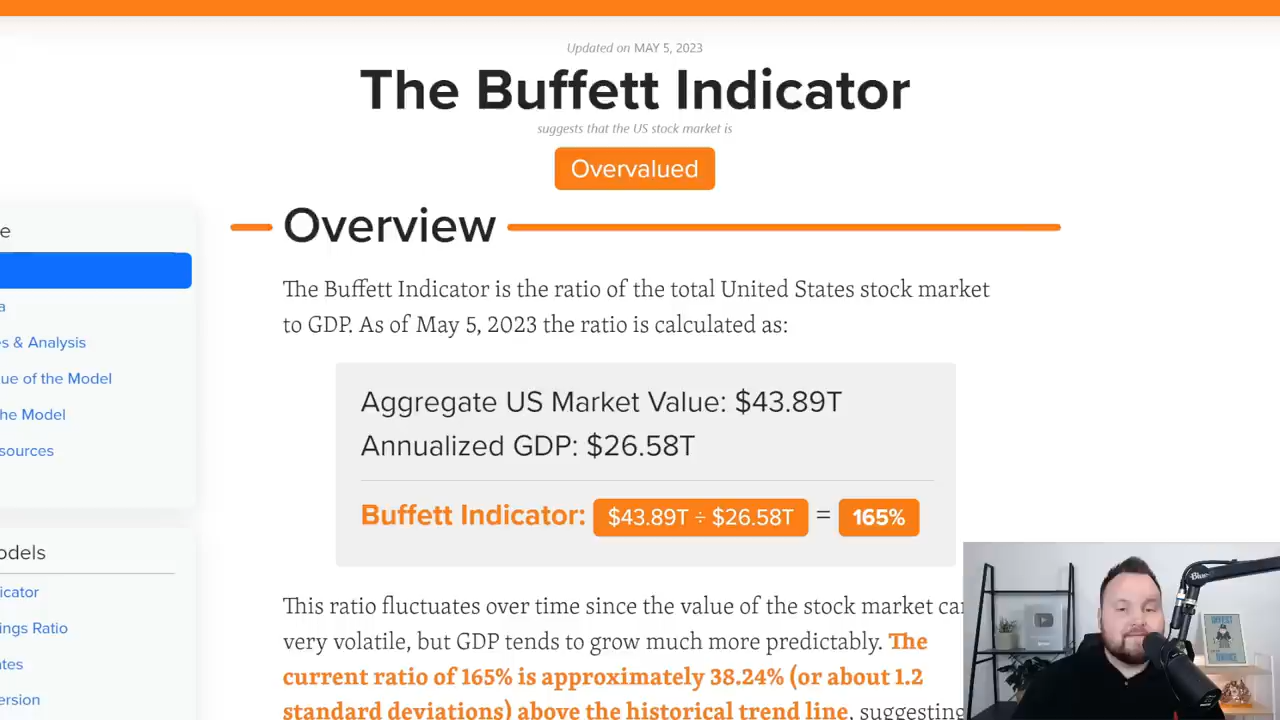 Updated on MAY 5, 2023
The Buffett Indicator
suggests that the US stock market is
Overvalued
e
Overview
a
s & Analysis
ue of the Model
he Model
sources
The Buffett Indicator is the ratio of the total United States stock market
to GDP. As of May 5, 2023 the ratio is calculated as:
Aggregate US Market Value: $43.89T
Annualized GDP: $26.58T
Buffett Indicator: $43.89T ÷ $26.58T = 165%
odels
icator
ings Ratio
ates
ersion
This ratio fluctuates over time since the value of the stock market can
very volatile, but GDP tends to grow much more predictably. The
current ratio of 165% is approximately 38.24% (or about 1.2
standard deviations) above the historical trend line, suggesting
Blue